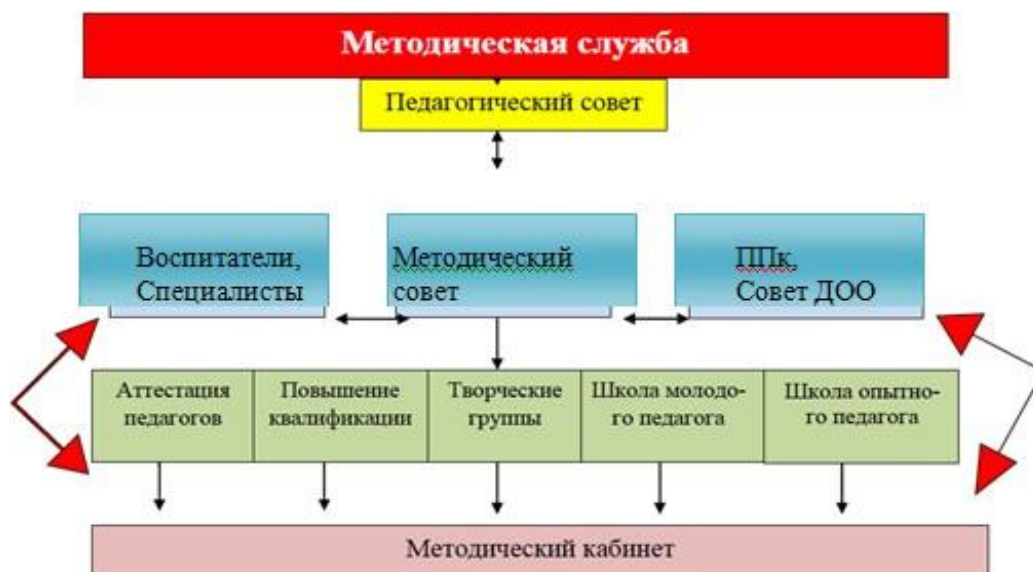 Методическая служба
Педагогический совет
Воспитатели,
Специалисты
Методический
совет
ППк,
Совет ДОО
Аттестация
педагогов
Повышение
квалификации
Творческие
группы
Школа молодо-
го педагога
Школа опытно-
го педагога
Методический кабинет